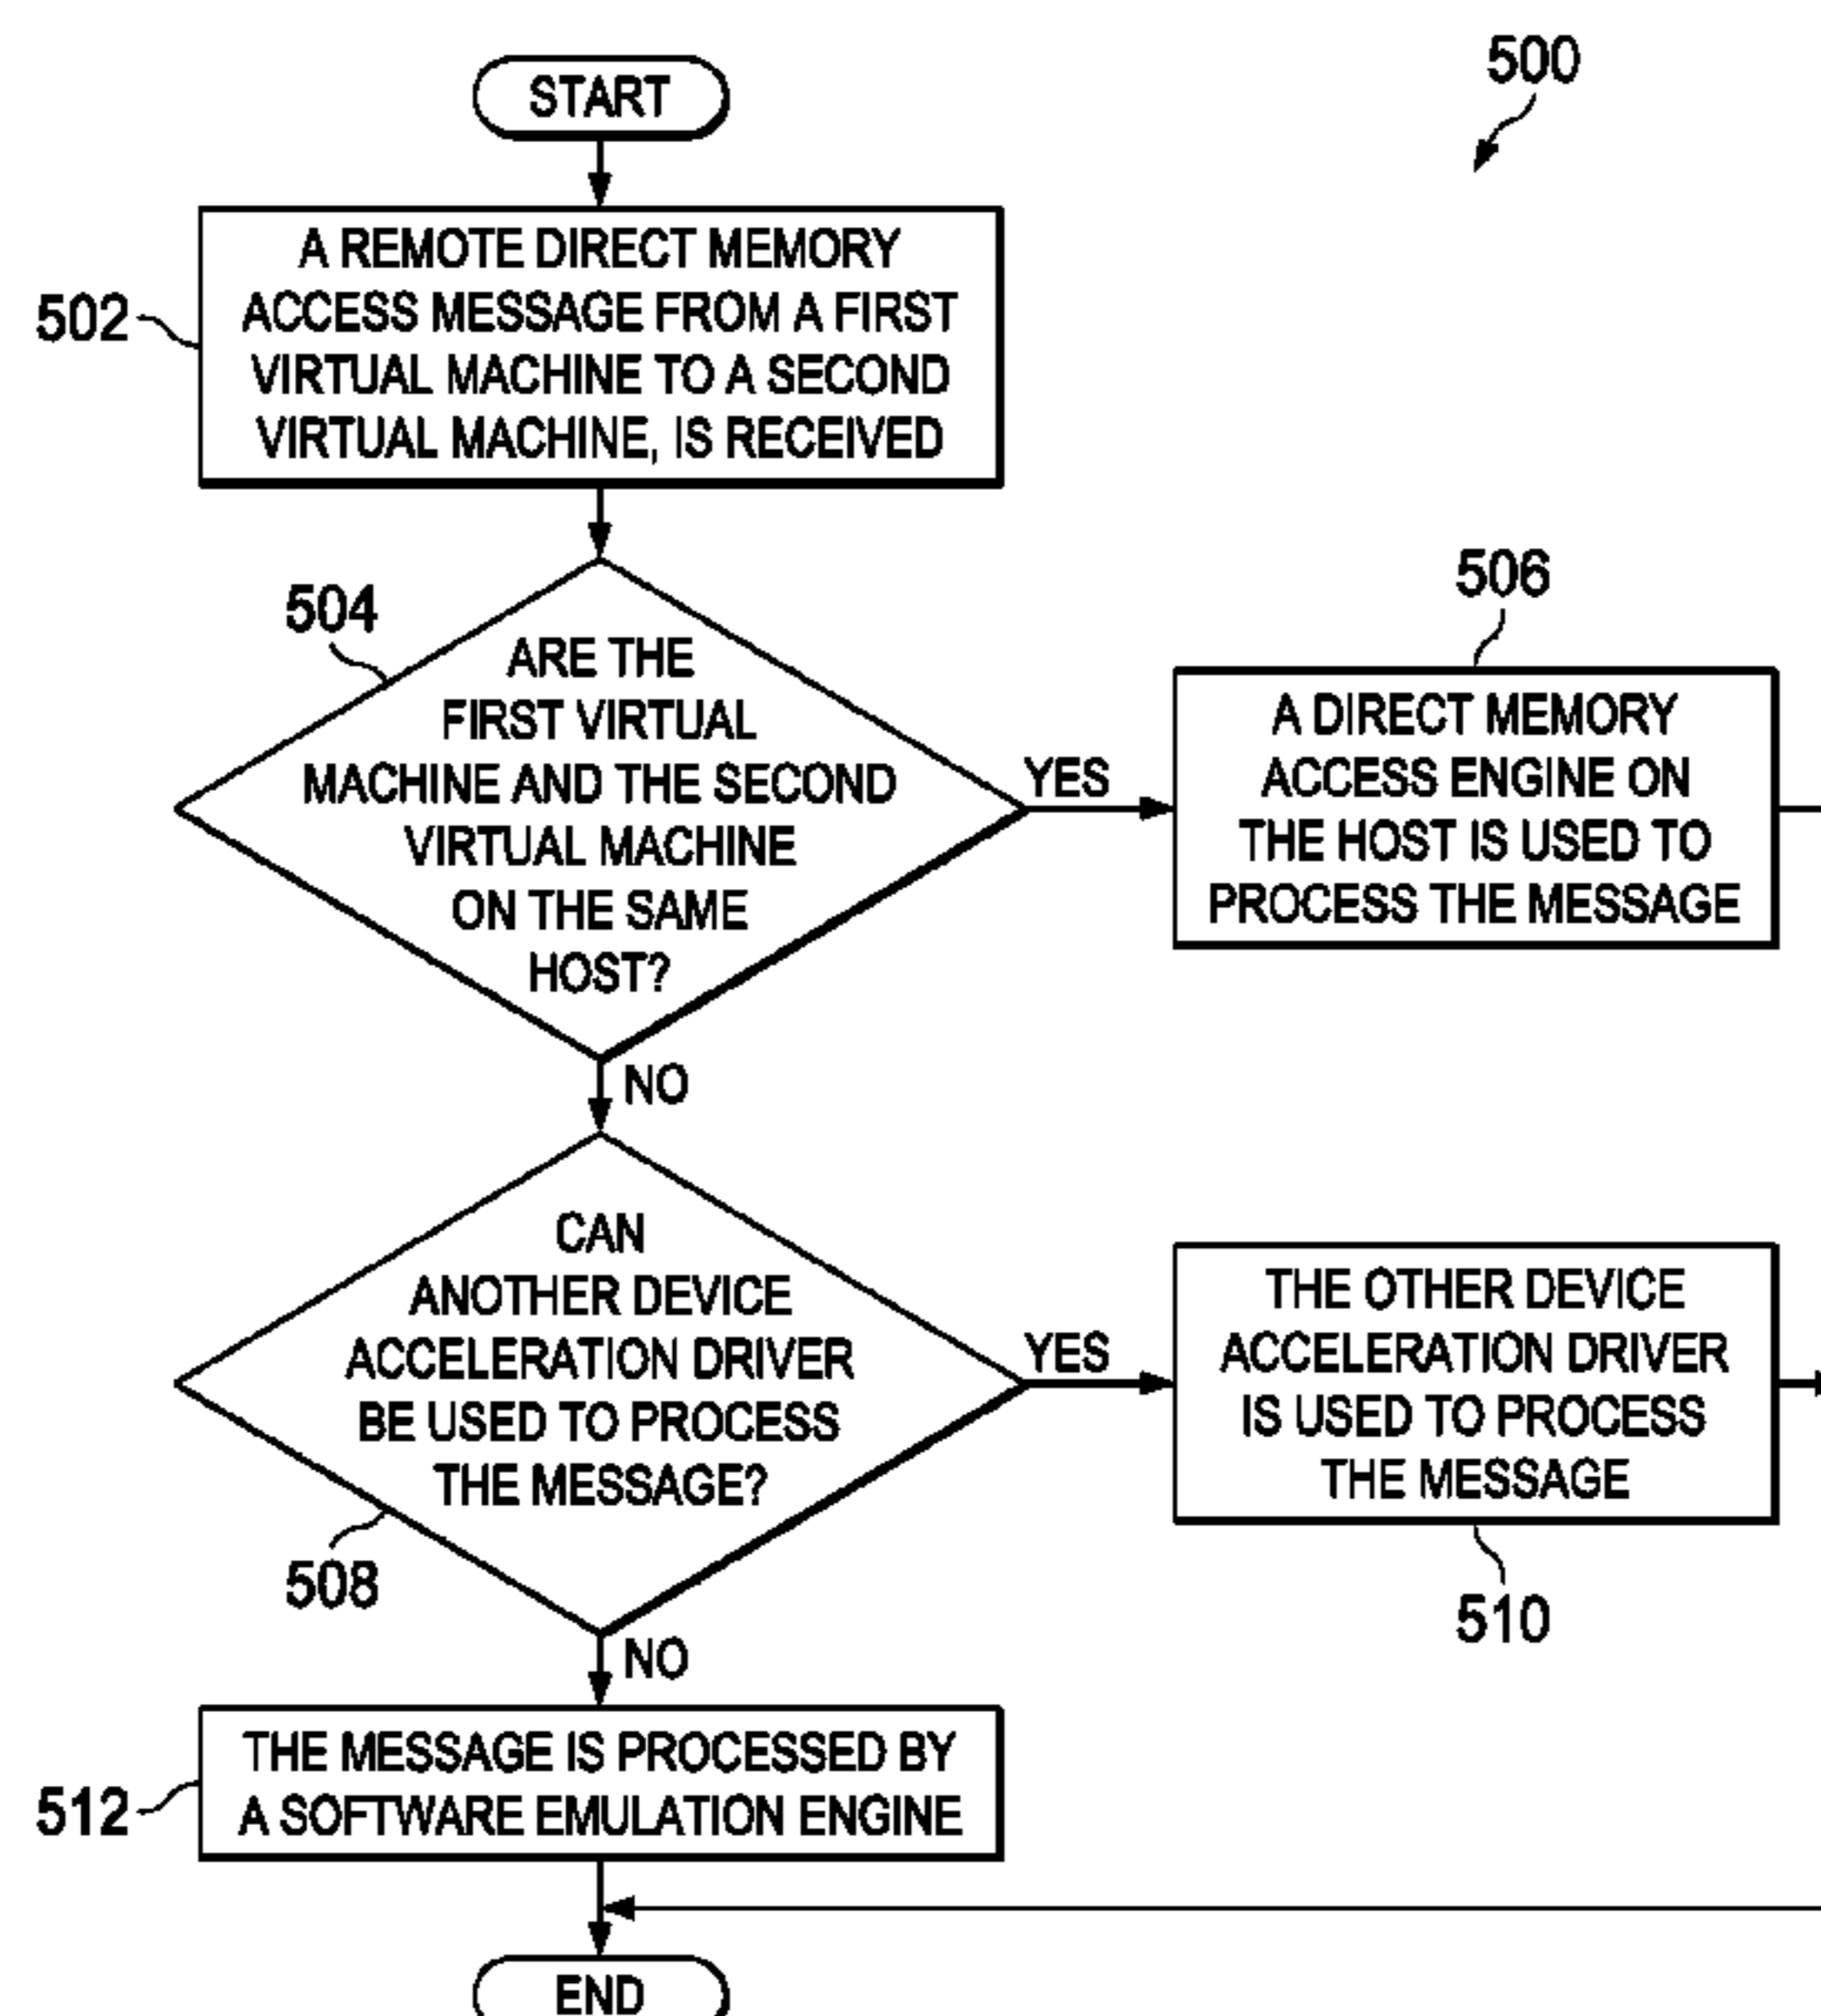 500
START
A REMOTE DIRECT MEMORY
ACCESS MESSAGE FROM A FIRST
VIRTUAL MACHINE TO A SECOND
VIRTUAL MACHINE, IS RECEIVED
502
504
ARE THE
FIRST VIRTUAL
MACHINE AND THE SECOND
VIRTUAL MACHINE
ON THE SAME
HOST?
YES
506
A DIRECT MEMORY
ACCESS ENGINE ON
THE HOST IS USED TO
PROCESS THE MESSAGE
NO
CAN
ANOTHER DEVICE
ACCELERATION DRIVER
BE USED TO PROCESS
THE MESSAGE?
508
YES
THE OTHER DEVICE
ACCELERATION DRIVER
IS USED TO PROCESS
THE MESSAGE
510
NO
THE MESSAGE IS PROCESSED BY
A SOFTWARE EMULATION ENGINE
512
END